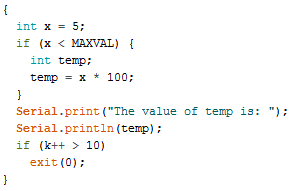 {
  int x = 5;
  if (x < MAXVAL) {
    int temp;
    temp = x * 100;
  }
  Serial.print("The value of temp is: ");
  Serial.println(temp);
  if (k++ > 10)
    exit(0);
}